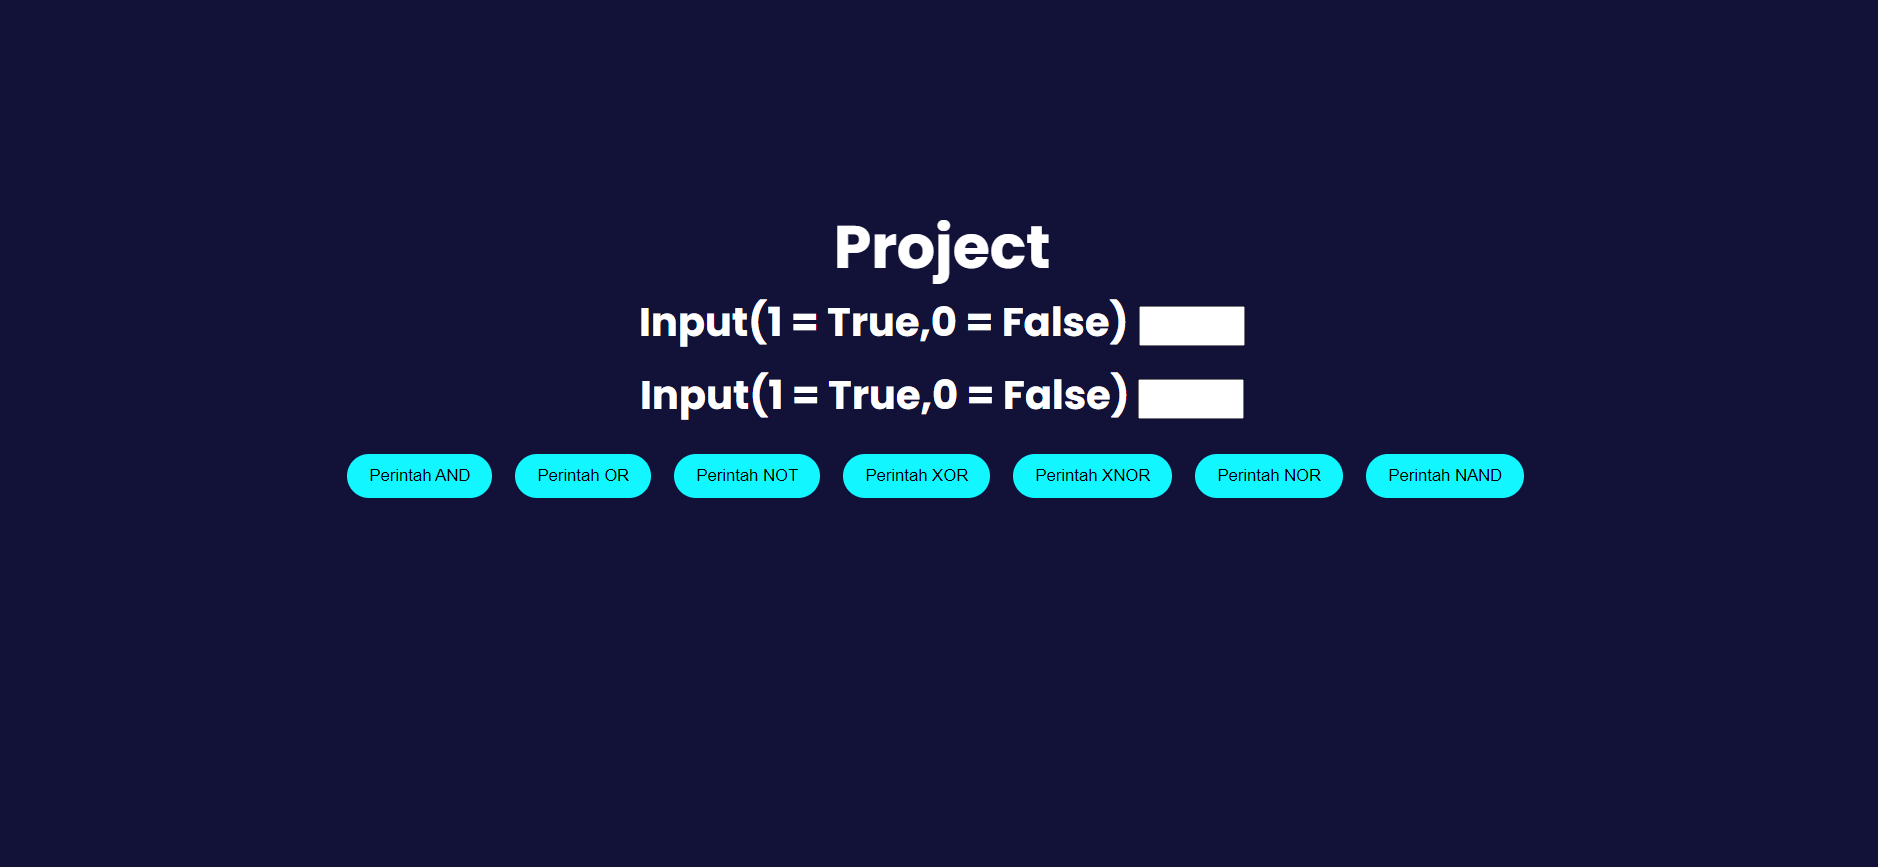 Project
Input(1 = True,0 = False)
Input(1 = True,0 = False)
Perintah AND Perintah OR Perintah NOT Perintah XOR Perintah XNOR Perintah NOR Perintah NAND